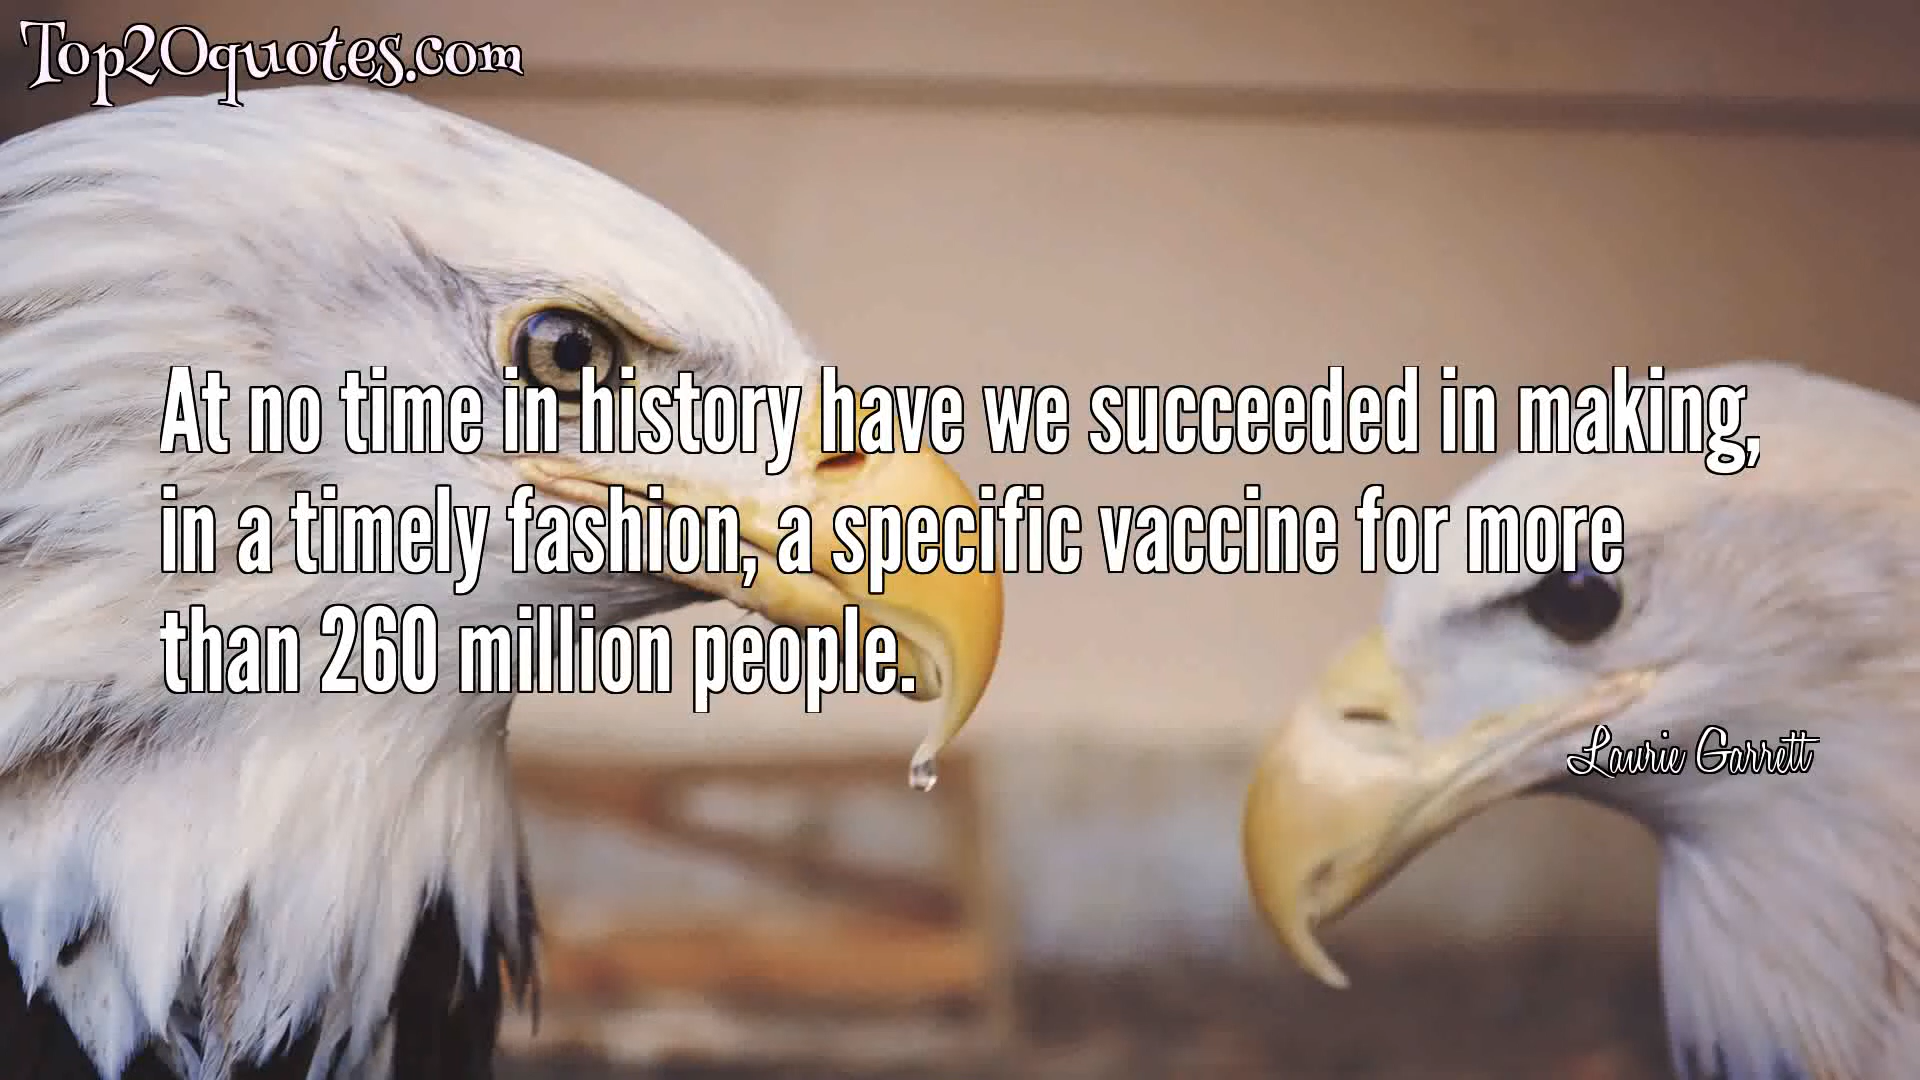 Top20quotes.com
At no time in history have we succeeded in making,
in a timely fashion, a specific vaccine for more
than 260 million people.
Laurie Garrett